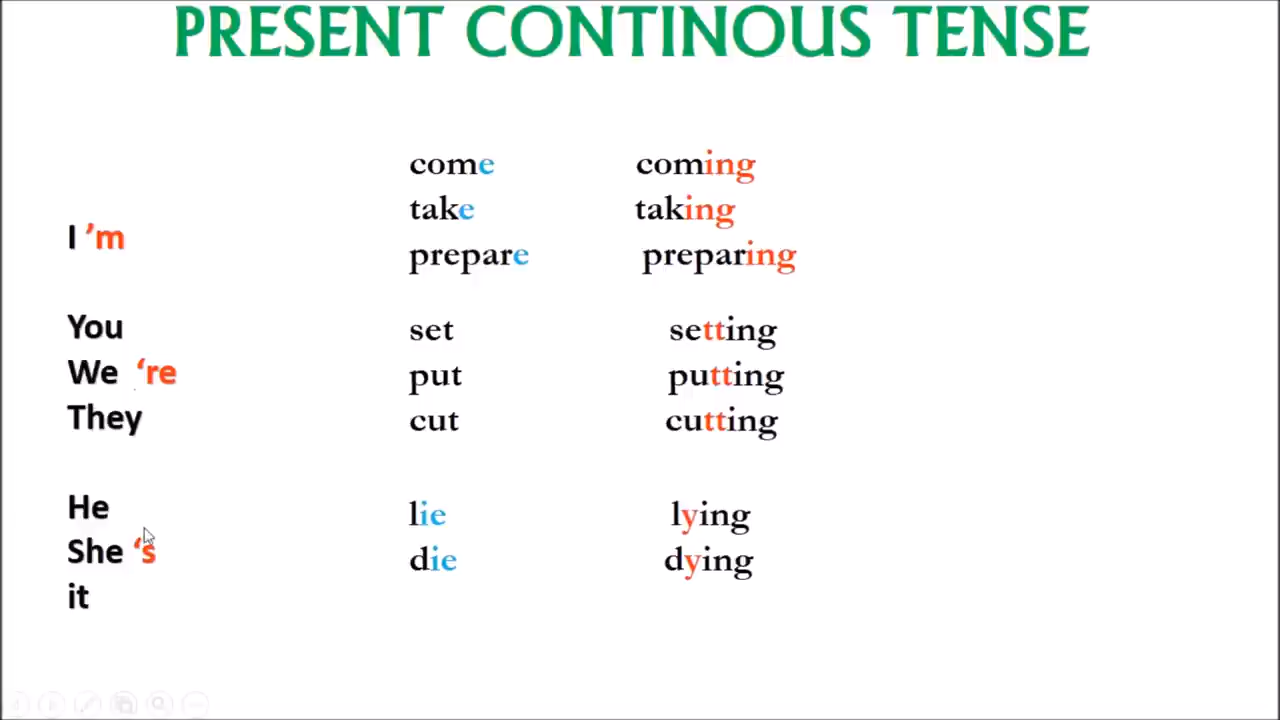 PRESENT CONTINOUS TENSE
come coming
take taking
I ’m
prepare preparing
You set setting
We ‘re put putting
They cut cutting
He lie lying
She ‘s die dying
it